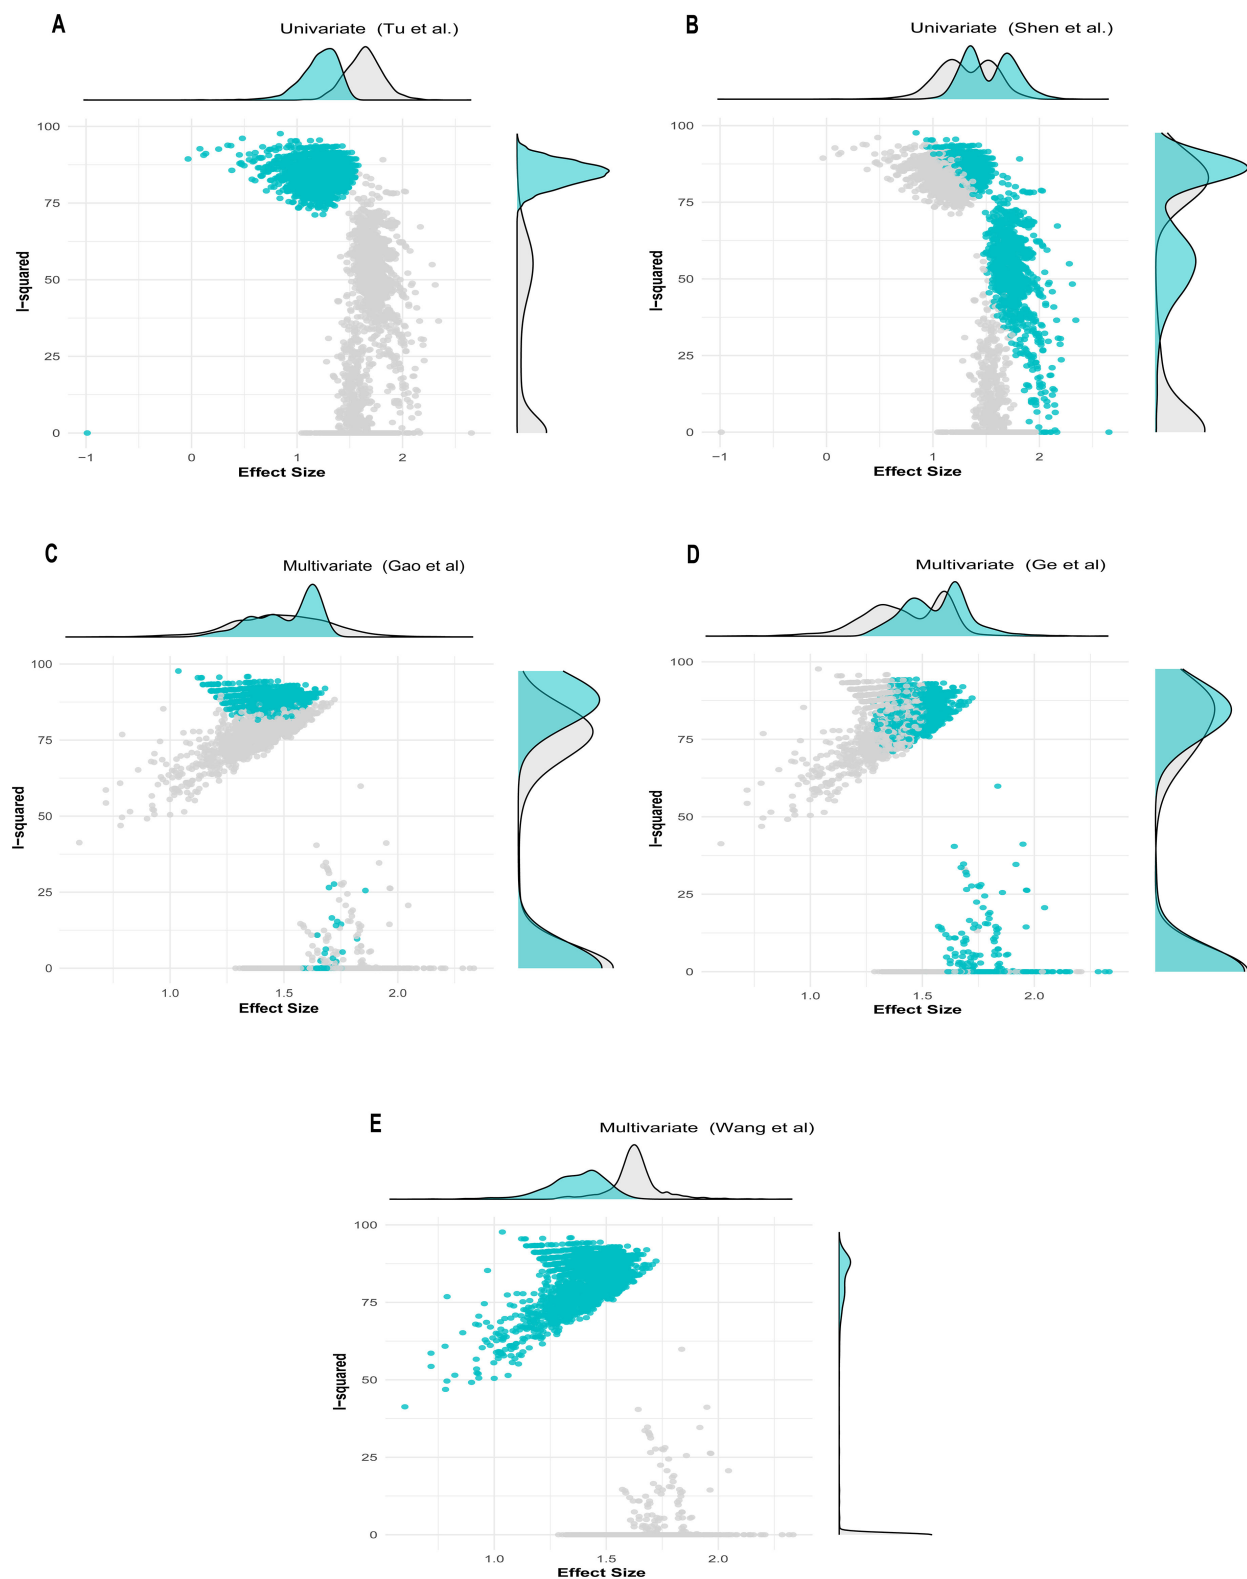 A
Univariate (Tu et al.)
100
75
50
25
0
I-squared
−1
0
1
2
Effect Size
B
Univariate (Shen et al.)
100
75
50
25
0
I-squared
−1
0
1
2
Effect Size
C
Multivariate (Gao et al)
100
75
50
25
0
I-squared
1.0
1.5
2.0
Effect Size
D
Multivariate (Ge et al)
100
75
50
25
0
I-squared
1.0
1.5
2.0
Effect Size
E
Multivariate (Wang et al)
100
75
50
25
0
I-squared
1.0
1.5
2.0
Effect Size